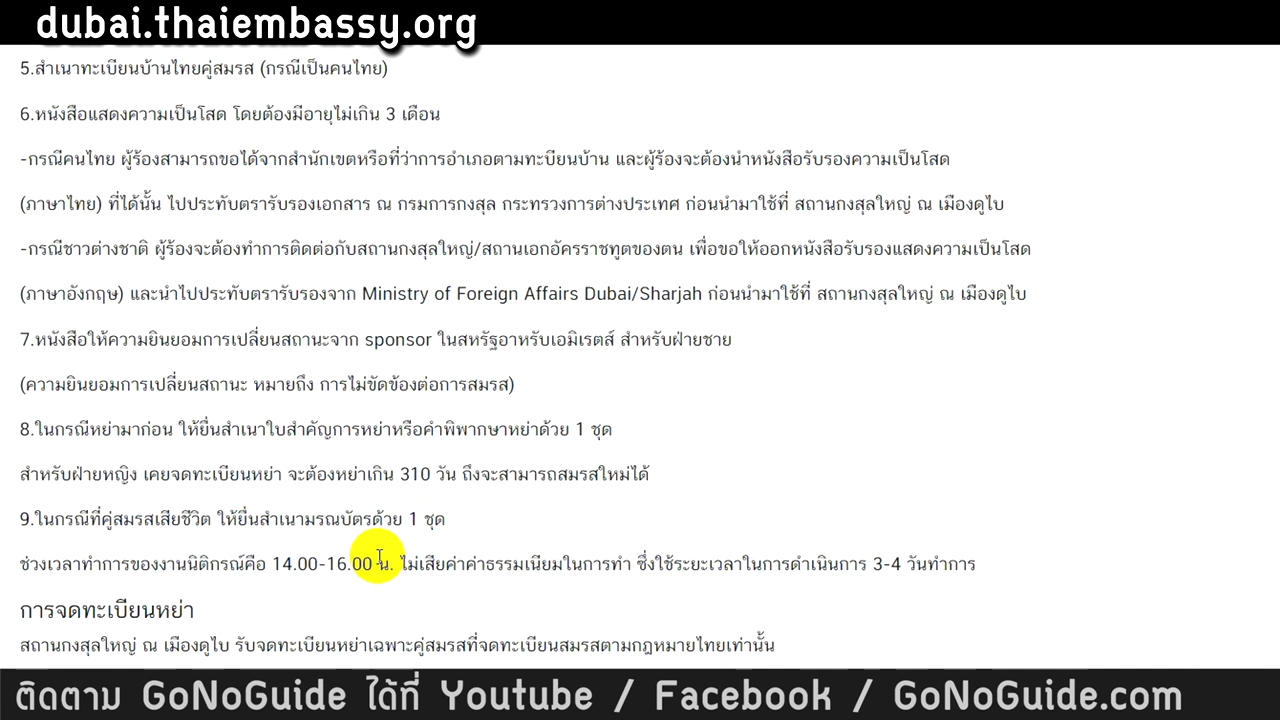 dubai.thaiembassy.org
5.สำเนาทะเบียนบ้านไทยคู่สมรส (กรณีเป็นคนไทย)
6.หนังสือแสดงความเป็นโสด โดยต้องมีอายุไม่เกิน 3 เดือน
-กรณีคนไทย ผู้ร้องสามารถขอได้จากสำนักเขตหรือที่ว่าการอำเภอตามทะบียนบ้าน และผู้ร้องจะต้องนำหนังสือรับรองความเป็นโสด
(ภาษาไทย) ที่ได้นั้น ไปประทับตรารับรองเอกสาร ณ กรมการกงสุล กระทรวงการต่างประเทศ ก่อนนำมาใช้ที่ สถานกงสุลใหญ่ ณ เมืองดูไบ
-กรณีชาวต่างชาติ ผู้ร้องจะต้องทำการติดต่อกับสถานกงสุลใหญ่/สถานเอกอัครราชทูตของตน เพื่อขอให้ออกหนังสือรับรองแสดงความเป็นโสด
(ภาษาอังกฤษ) และนำไปประทับตรารับรองจาก Ministry of Foreign Affairs Dubai/Sharjah ก่อนนำมาใช้ที่ สถานกงสุลใหญ่ ณ เมืองดูไบ
7.หนังสือให้ความยินยอมการเปลี่ยนสถานะจาก sponsor ในสหรัฐอาหรับเอมิเรตส์ สำหรับฝ่ายชาย
(ความยินยอมการเปลี่ยนสถานะ หมายถึง การไม่ขัดข้องต่อการสมรส)
8.ในกรณีหย่ามาก่อน ให้ยื่นสำเนาใบสำคัญการหย่าหรือคำพิพากษาหย่าด้วย 1 ชุด
สำหรับฝ่ายหญิง เคยจดทะเบียนหย่า จะต้องหย่าเกิน 310 วัน ถึงจะสามารถสมรสใหม่ได้
9.ในกรณีที่คู่สมรสเสียชีวิต ให้ยื่นสำเนามรณบัตรด้วย 1 ชุด
ช่วงเวลาทำการของงานนิติกรณ์คือ 14.00-16.00 น. ไม่เสียค่าค่าธรรมเนียมในการทำ ซึ่งใช้ระยะเวลาในการดำเนินการ 3-4 วันทำการ
การจดทะเบียนหย่า
สถานกงสุลใหญ่ ณ เมืองดูไบ รับจดทะเบียนหย่าเฉพาะคู่สมรสที่จดทะเบียนสมรสตามกฎหมายไทยเท่านั้น
ติดตาม GoNoGuide ได้ที่ Youtube / Facebook / GoNoGuide.com